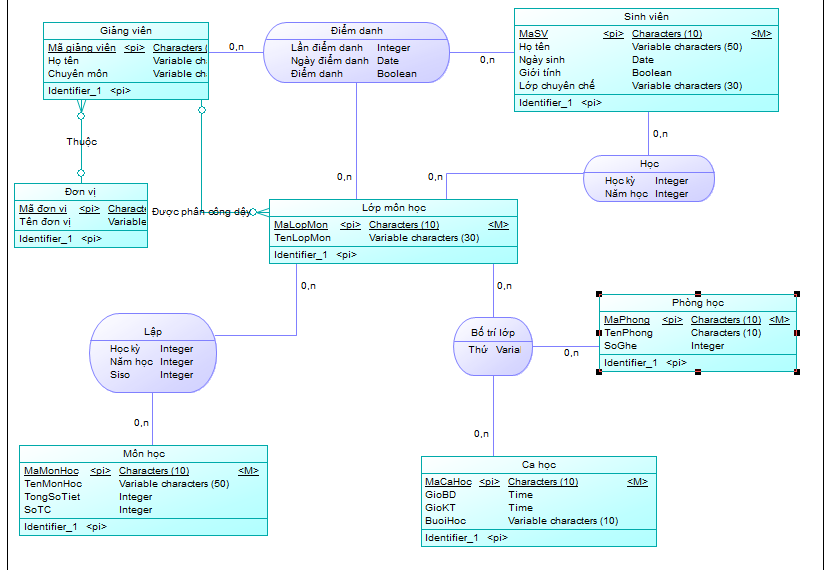 Giảng viên
Mã giảng viên <pi> Characters (
Họ tên Variable cha
Chuyên môn Variable cha
Identifier_1 <pi>
0,n
Điểm danh
Lần điểm danh Integer
Ngày điểm danh Date
Điểm danh Boolean
0,n
Sinh viên
MaSV <pi> Characters (10) <M>
Họ tên Variable characters (50)
Ngày sinh Date
Giới tính Boolean
Lớp chuyên chế Variable characters (30)
Identifier_1 <pi>
Thuộc
0,n
Học
Học kỳ Integer
Năm học Integer
0,n
0,n
Đơn vị
Mã đơn vị <pi> Charact
Tên đơn vị Variable
Identifier_1 <pi>
Được phân công dạy
Lớp môn học
MaLopMon <pi> Characters (10) <M>
TenLopMon Variable characters (30)
Identifier_1 <pi>
0,n
0,n
Lập
Học kỳ Integer
Năm học Integer
Siso Integer
0,n
Bố trí lớp
Thứ Varial
0,n
Phòng học
MaPhong <pi> Characters (10) <M>
TenPhong Characters (10)
SoGhe Integer
Identifier_1 <pi>
0,n
Môn học
MaMonHoc <pi> Characters (10) <M>
TenMonHoc Variable characters (50)
TongSoTiet Integer
SoTC Integer
Identifier_1 <pi>
Ca học
MaCaHoc <pi> Characters (10) <M>
GioBD Time
GioKT Time
BuoiHoc Variable characters (10)
Identifier_1 <pi>